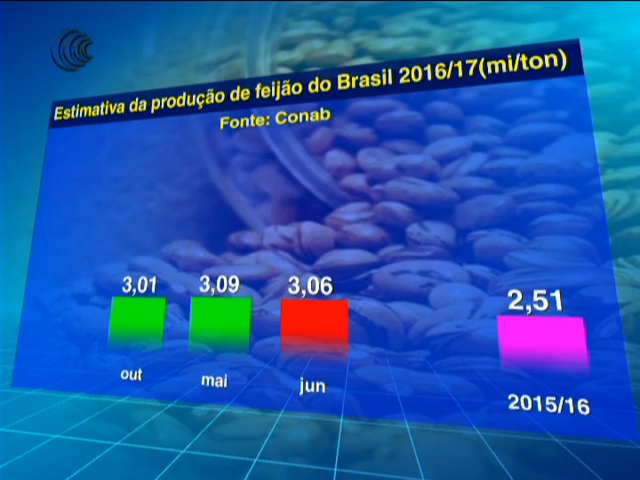 Estimativa da produção de feijão do Brasil 2016/17(mi/ton)
Fonte: Conab
3,01 3,09 3,06 2,51
out mai jun 2015/16